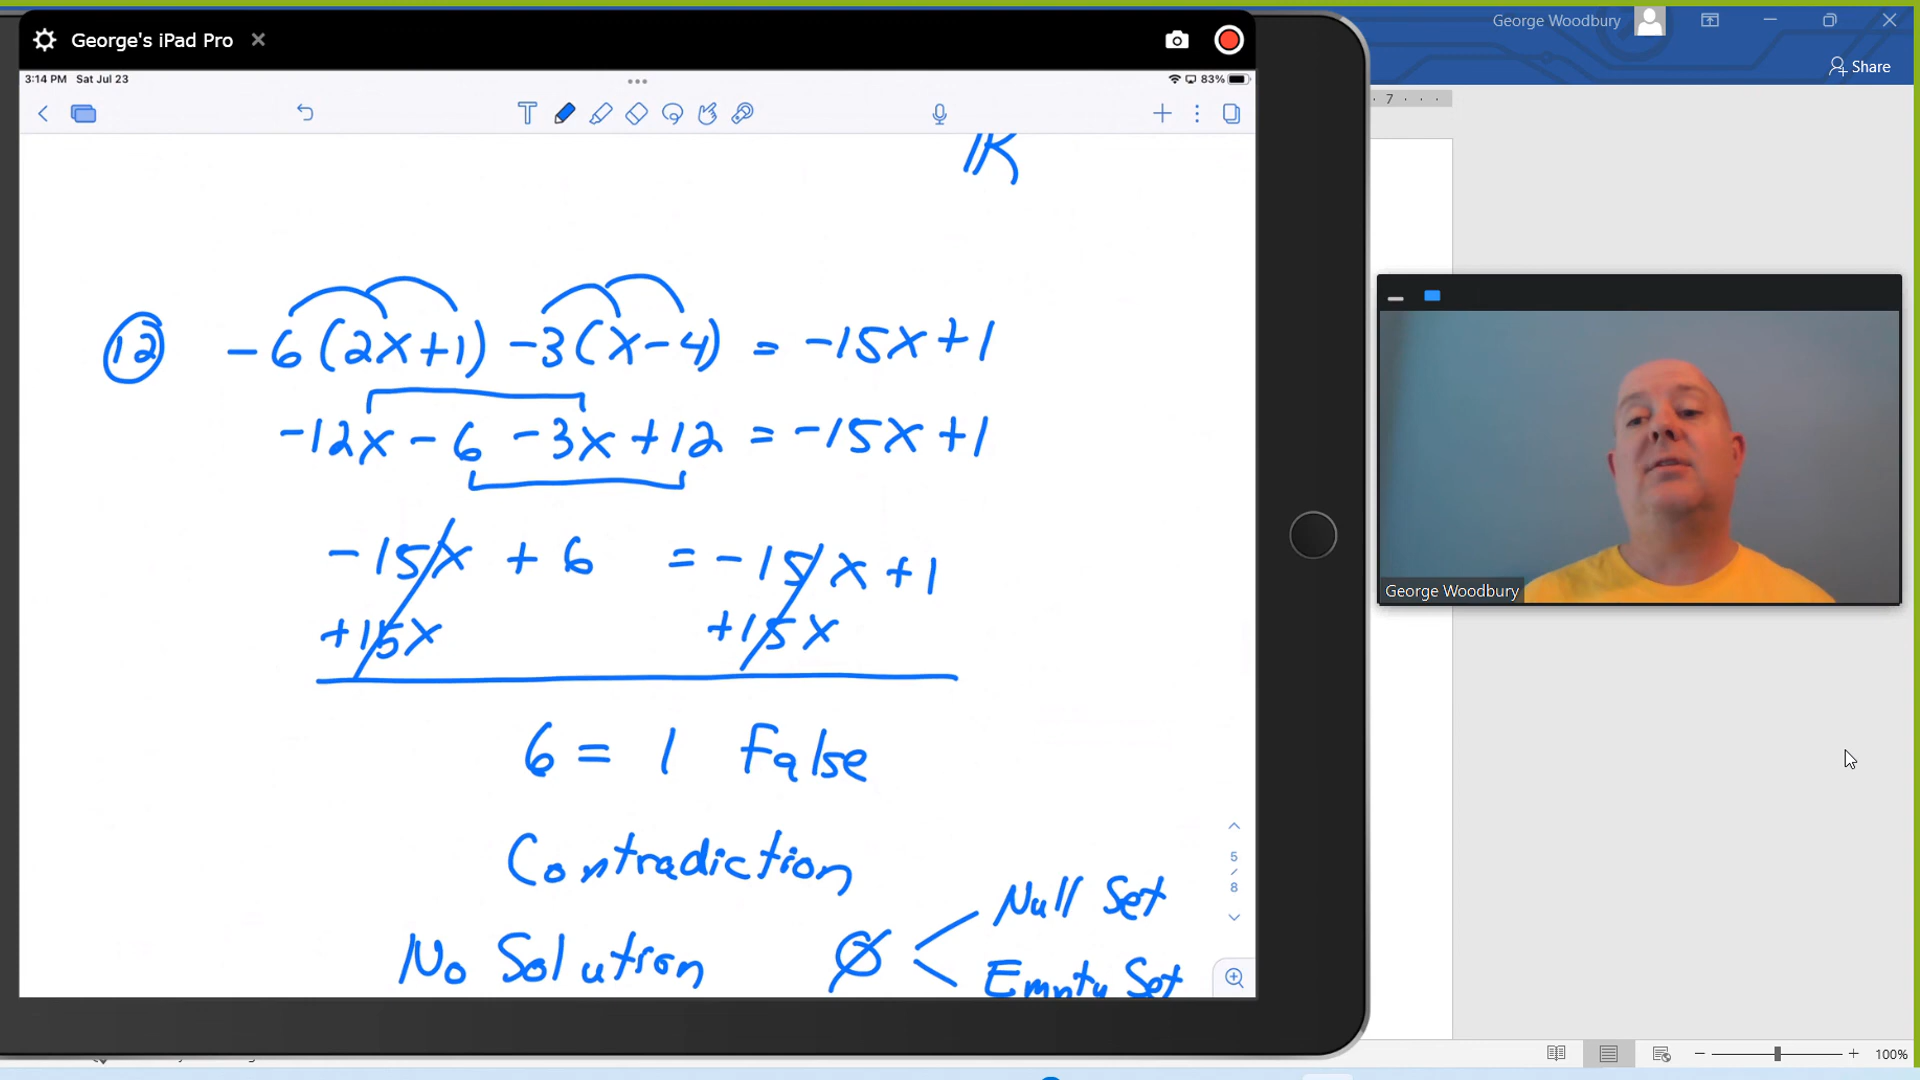 George Woodbury
George's iPad Pro
Share
3:14 PM Sat Jul 23
83%
7
⑫ -6(2x+1) -3(x-4) = -15x+1
-12x - 6 - 3x + 12 = -15x+1
-15x + 6 = -15x+1
+15x +15x
6 = 1 False
Contradiction
No Solution ∅ Null Set
Empty Set
5/8
George Woodbury
100%